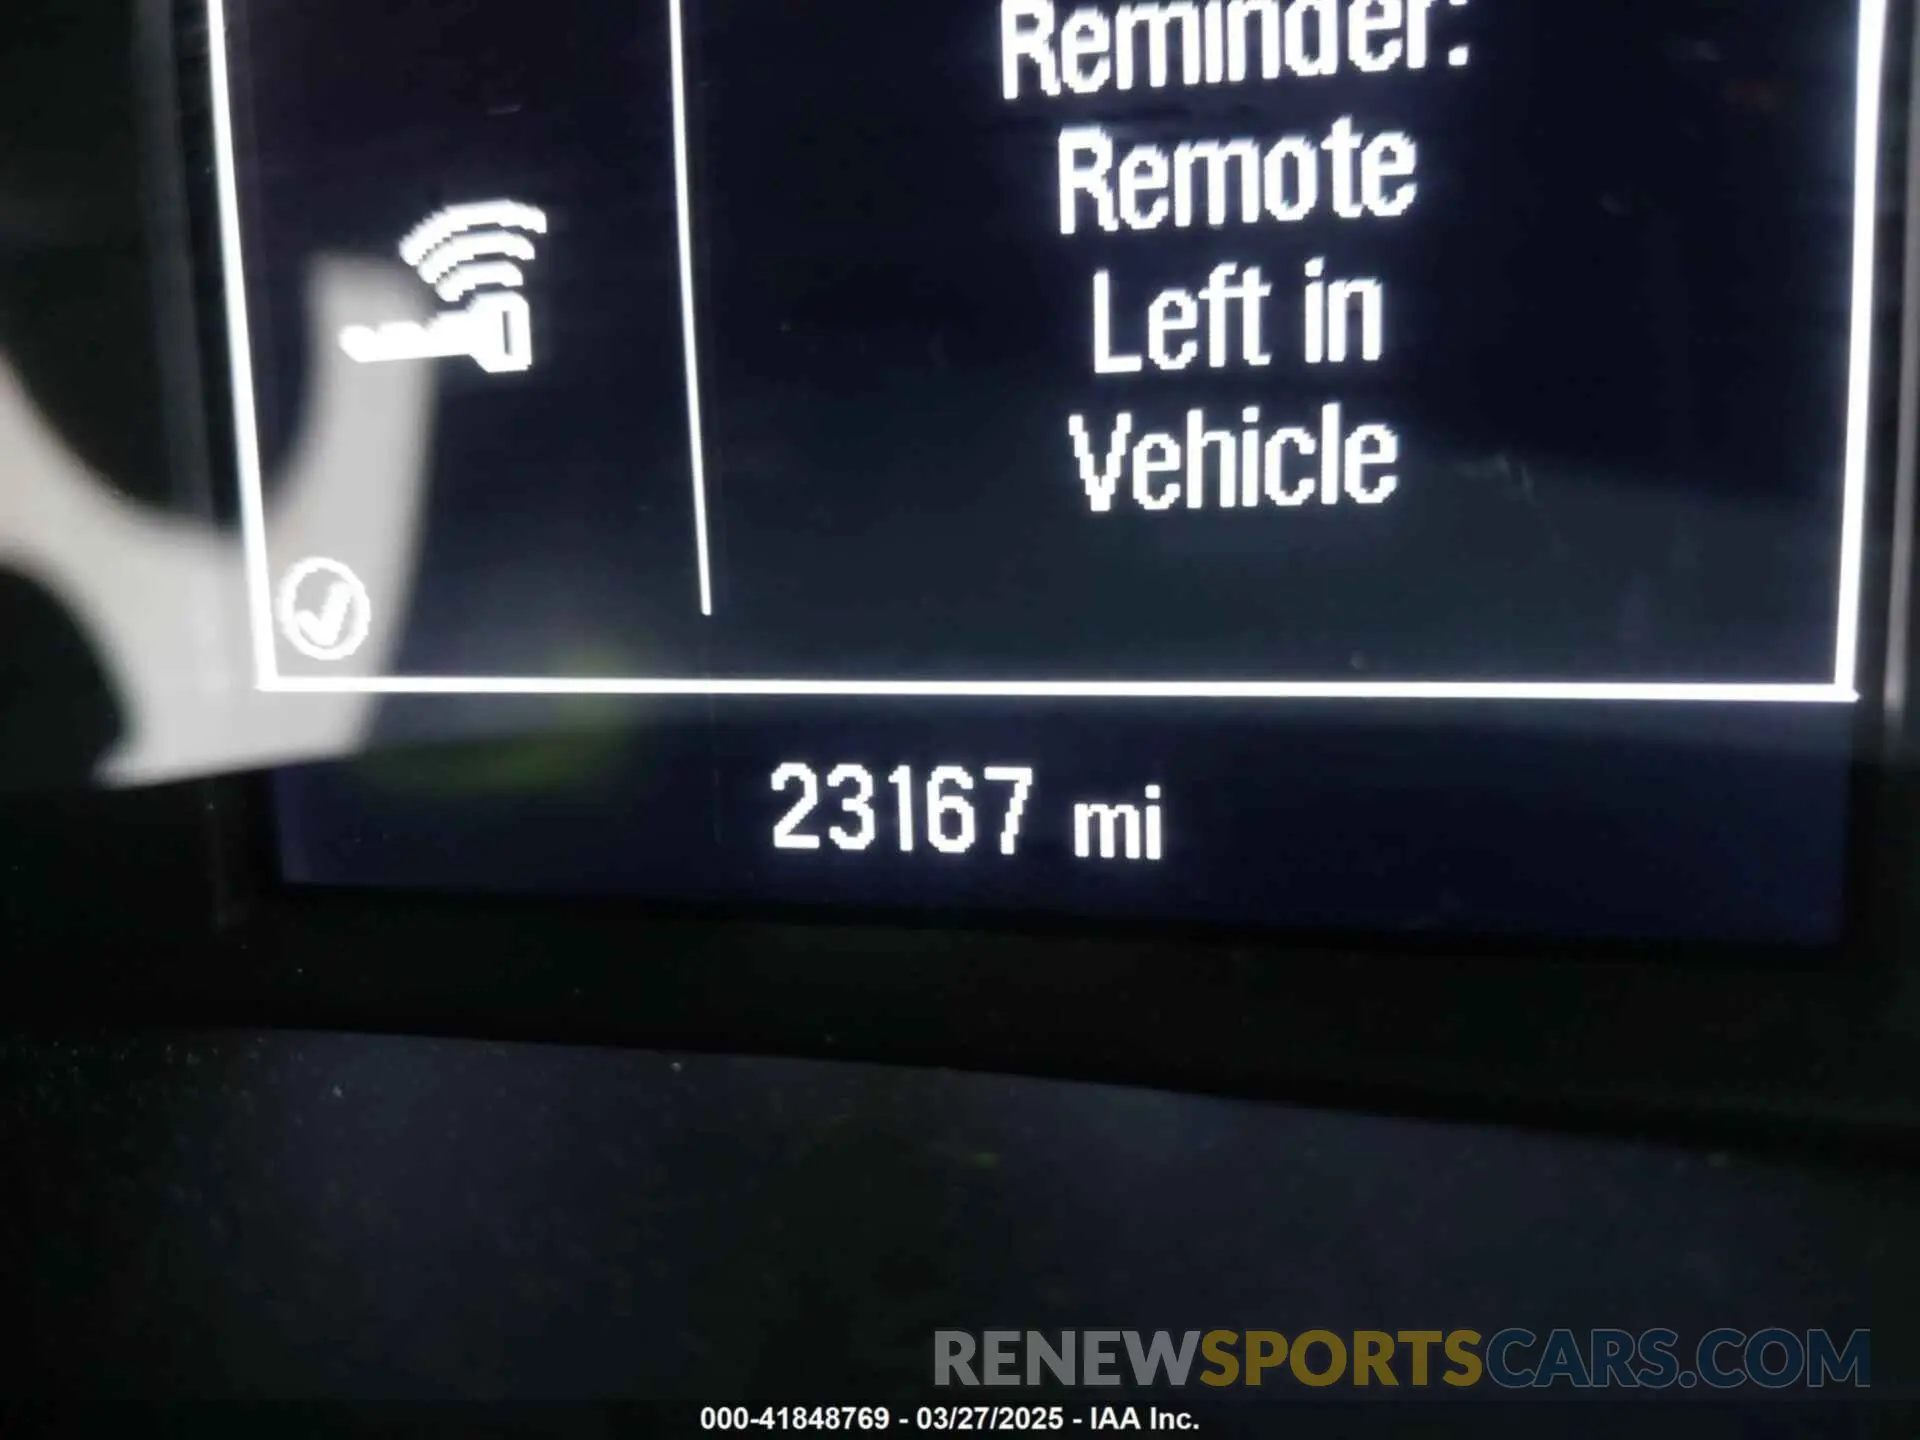 Reminder:
Remote
Left in
Vehicle
23167 mi
RENEWSPORTSCARS.COM
000-41848769 - 03/27/2025 - IAA Inc.